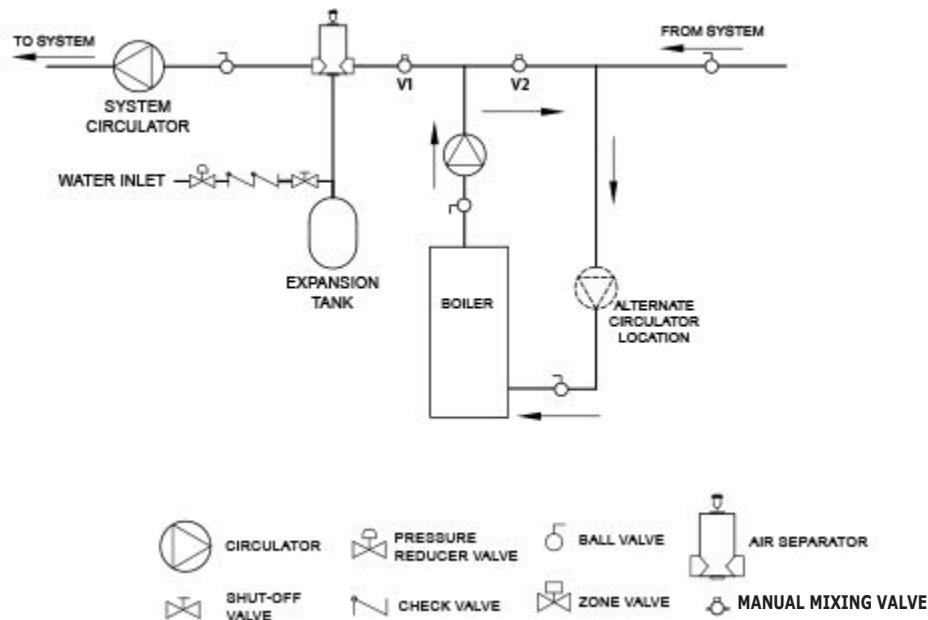 TO SYSTEM
FROM SYSTEM
V1
V2
SYSTEM
CIRCULATOR
WATER INLET
EXPANSION
TANK
BOILER
ALTERNATE
CIRCULATOR
LOCATION
CIRCULATOR
PRESSURE
REDUCER VALVE
BALL VALVE
AIR SEPARATOR
SHUT-OFF
VALVE
CHECK VALVE
ZONE VALVE
MANUAL MIXING VALVE